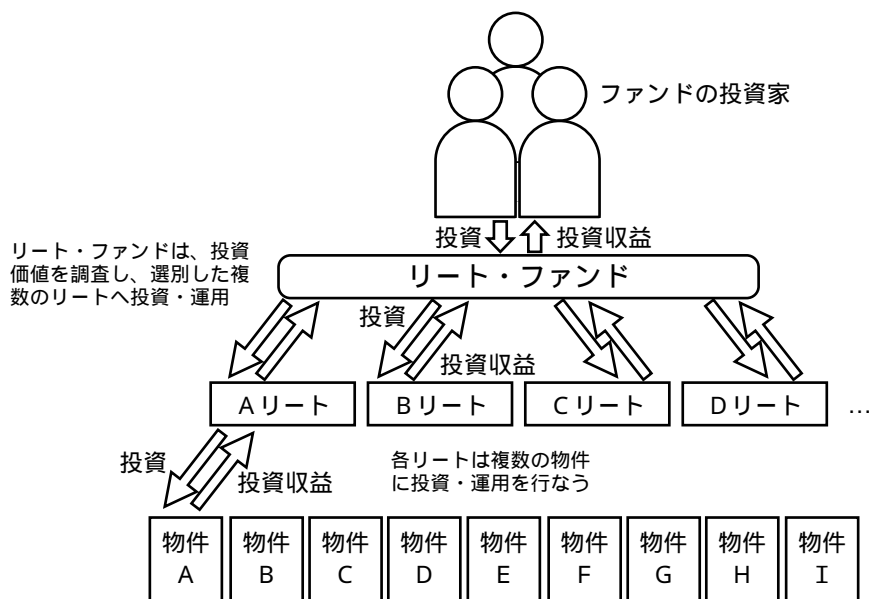 ファンドの投資家
投資 投資収益
リート・ファンドは、投資
価値を調査し、選別した複
数のリートへ投資・運用
リート・ファンド
投資
投資収益
Aリート Bリート Cリート Dリート …
投資
投資収益
各リートは複数の物件
に投資・運用を行なう
物件 物件 物件 物件 物件 物件 物件 物件 物件
A B C D E F G H I